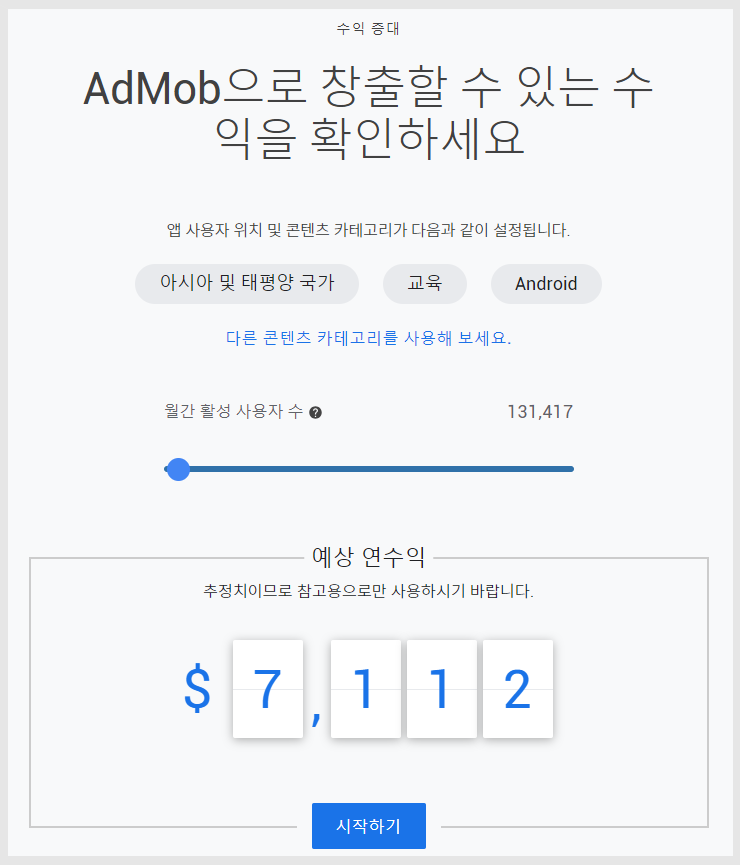 수익 증대
AdMob으로 창출할 수 있는 수
익을 확인하세요
앱 사용자 위치 및 콘텐츠 카테고리가 다음과 같이 설정됩니다.
아시아 및 태평양 국가 교육 Android
다른 콘텐츠 카테고리를 사용해 보세요.
월간 활성 사용자 수 ? 131,417
예상 연수익
추정치이므로 참고용으로만 사용하시기 바랍니다.
$ 7,112
시작하기